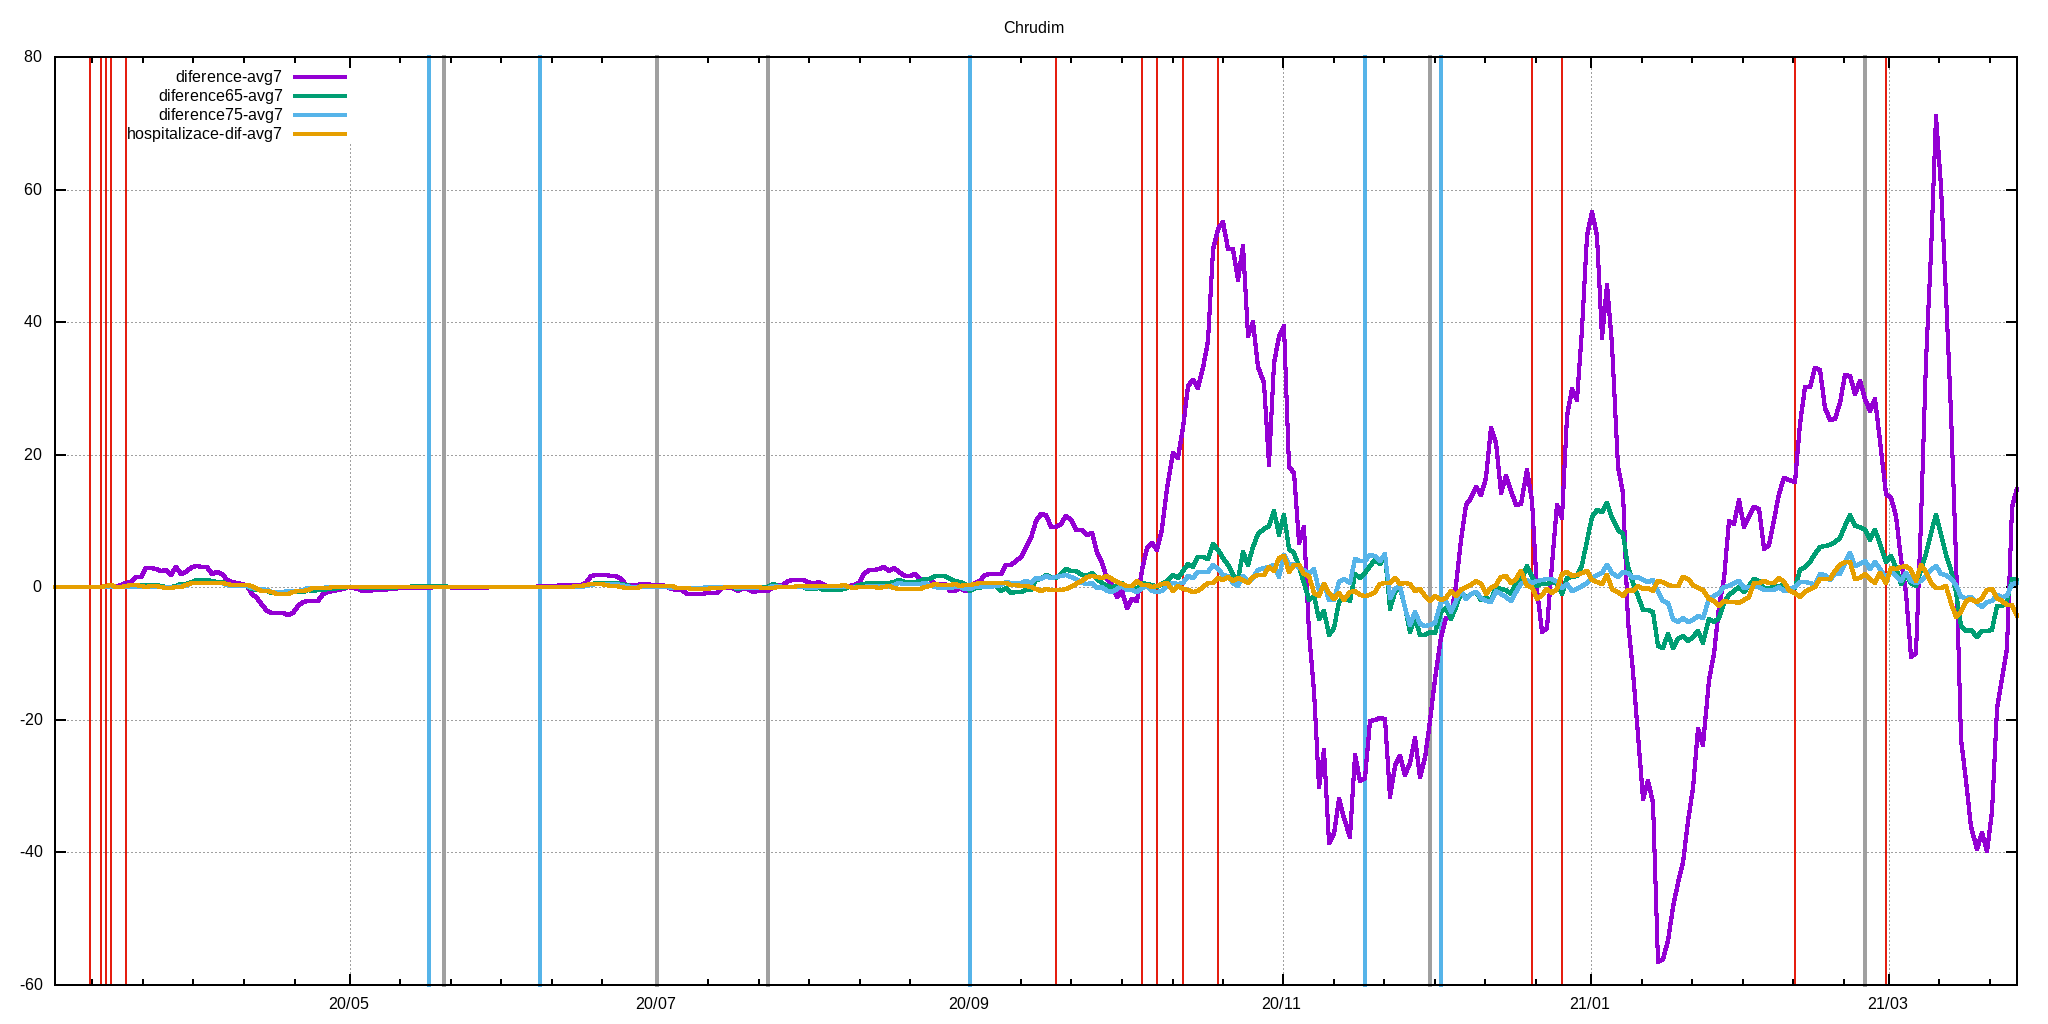 Chrudim
80
diference-avg7
diference65-avg7
diference75-avg7
hospitalizace-dif-avg7
60
40
20
0
-20
-40
-60
20/05 20/07 20/09 20/11 21/01 21/03